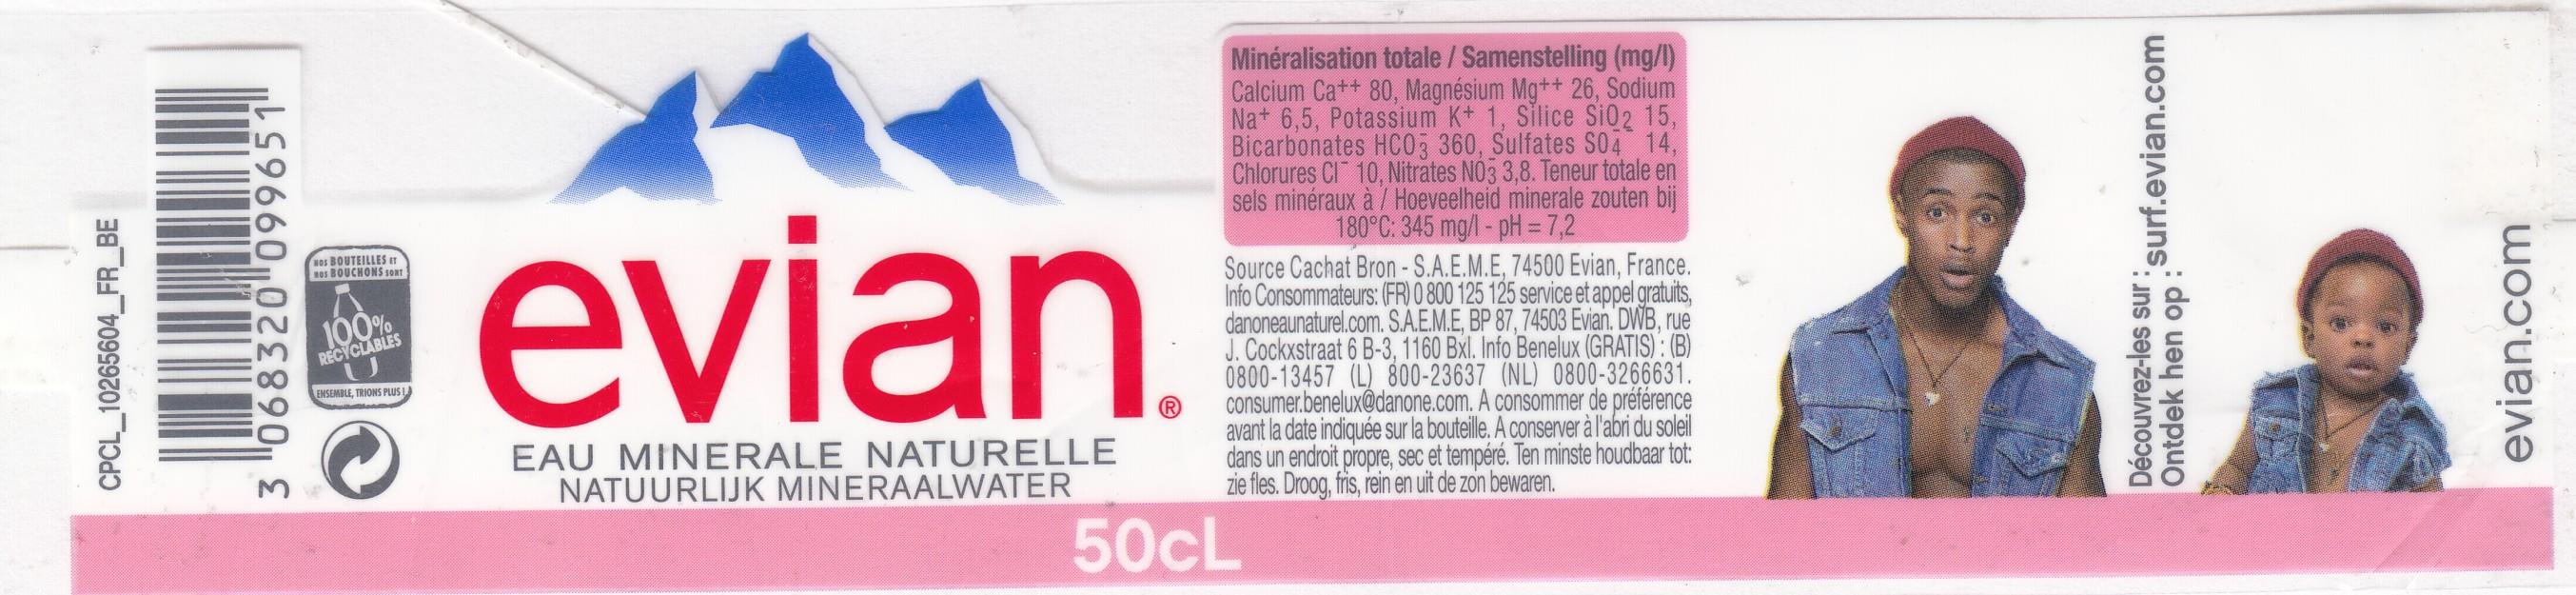 CPCL_10265604_FR_BE
3 068320 099651
NOS BOUTEILLES ET
NOS BOUCHONS SONT
100%
RECYCLABLES
ENSEMBLE, TRIONS PLUS !
evian®
EAU MINERALE NATURELLE
NATUURLIJK MINERAALWATER
50cL
Minéralisation totale / Samenstelling (mg/l)
Calcium Ca⁺⁺ 80, Magnésium Mg⁺⁺ 26, Sodium
Na⁺ 6,5, Potassium K⁺ 1, Silice SiO₂ 15,
Bicarbonates HCO₃⁻ 360, Sulfates SO₄⁻⁻ 14,
Chlorures Cl⁻ 10, Nitrates NO₃⁻ 3,8. Teneur totale en
sels minéraux à / Hoeveelheid minerale zouten bij
180°C: 345 mg/l - pH = 7,2
Source Cachat Bron - S.A.E.M.E, 74500 Evian, France.
Info Consommateurs: (FR) 0 800 125 125 service et appel gratuits,
danoneaunaturel.com. S.A.E.M.E, BP 87, 74503 Evian. DWB, rue
J. Cockxstraat 6 B-3, 1160 Bxl. Info Benelux (GRATIS) : (B)
0800-13457 (L) 800-23637 (NL) 0800-3266631.
consumer.benelux@danone.com. A consommer de préférence
avant la date indiquée sur la bouteille. A conserver à l'abri du soleil
dans un endroit propre, sec et tempéré. Ten minste houdbaar tot:
zie fles. Droog, fris, rein en uit de zon bewaren.
Découvrez-les sur :
Ontdek hen op :
surf.evian.com
evian.com